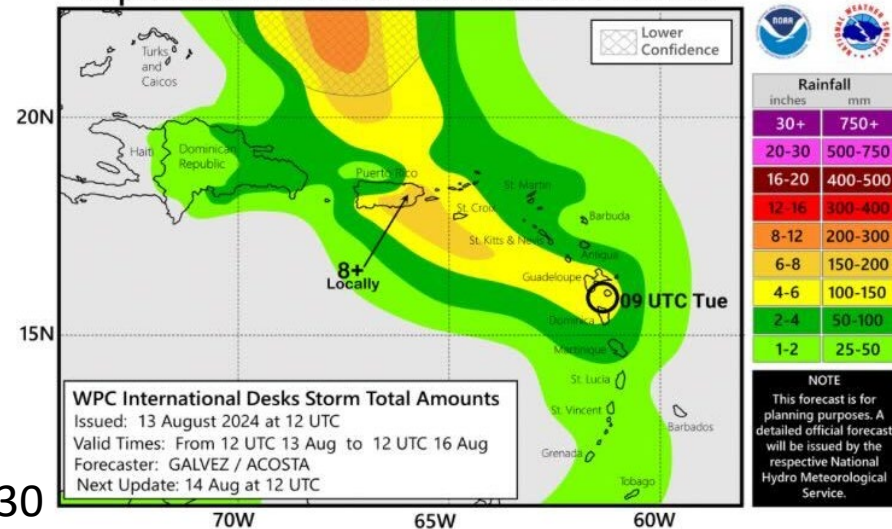 Lower
Confidence
Turks
and
Caicos
20N
Haiti
Dominican
Republic
Puerto Rico
St. Martin
St. Croix
Barbuda
St. Kitts & Nevis
Antigua
8+
Locally
Guadeloupe
09 UTC Tue
Dominica
15N
Martinique
St. Lucia
St. Vincent
Barbados
Grenada
Tobago
WPC International Desks Storm Total Amounts
Issued: 13 August 2024 at 12 UTC
Valid Times: From 12 UTC 13 Aug to 12 UTC 16 Aug
Forecaster: GALVEZ / ACOSTA
Next Update: 14 Aug at 12 UTC
30
70W 65W 60W
NOAA
NATIONAL WEATHER SERVICE
Rainfall
inches mm
30+ 750+
20-30 500-750
16-20 400-500
12-16 300-400
8-12 200-300
6-8 150-200
4-6 100-150
2-4 50-100
1-2 25-50
NOTE
This forecast is for
planning purposes. A
detailed official forecast
will be issued by the
respective National
Hydro Meteorological
Service.